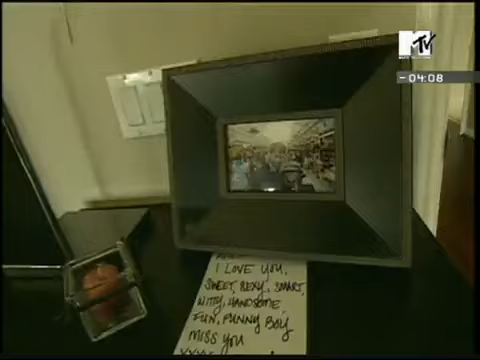 MTV
-04:08
I LOVE YOU,
SWEET, SEXY, SMART,
WITTY, HANDSOME
FUN, FUNNY BOY
MISS YOU